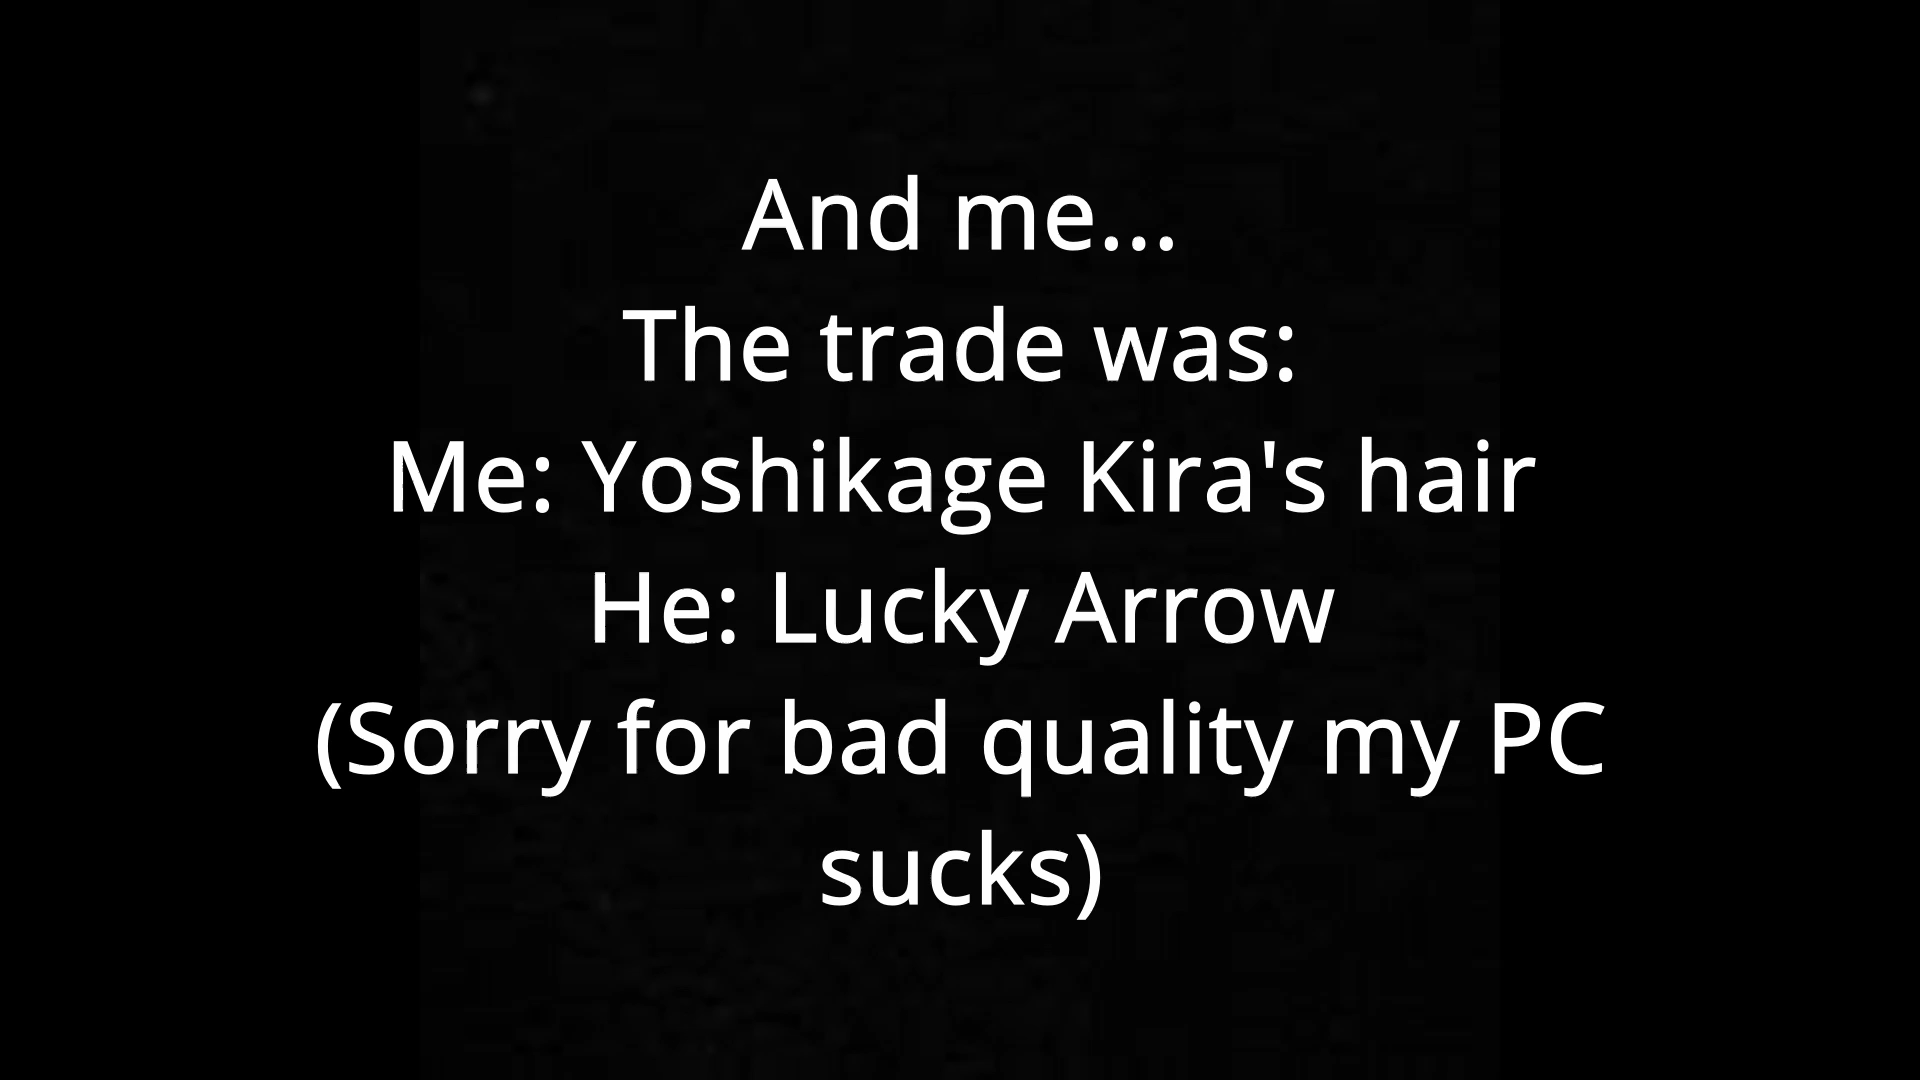 And me...
The trade was:
Me: Yoshikage Kira's hair
He: Lucky Arrow
(Sorry for bad quality my PC
sucks)